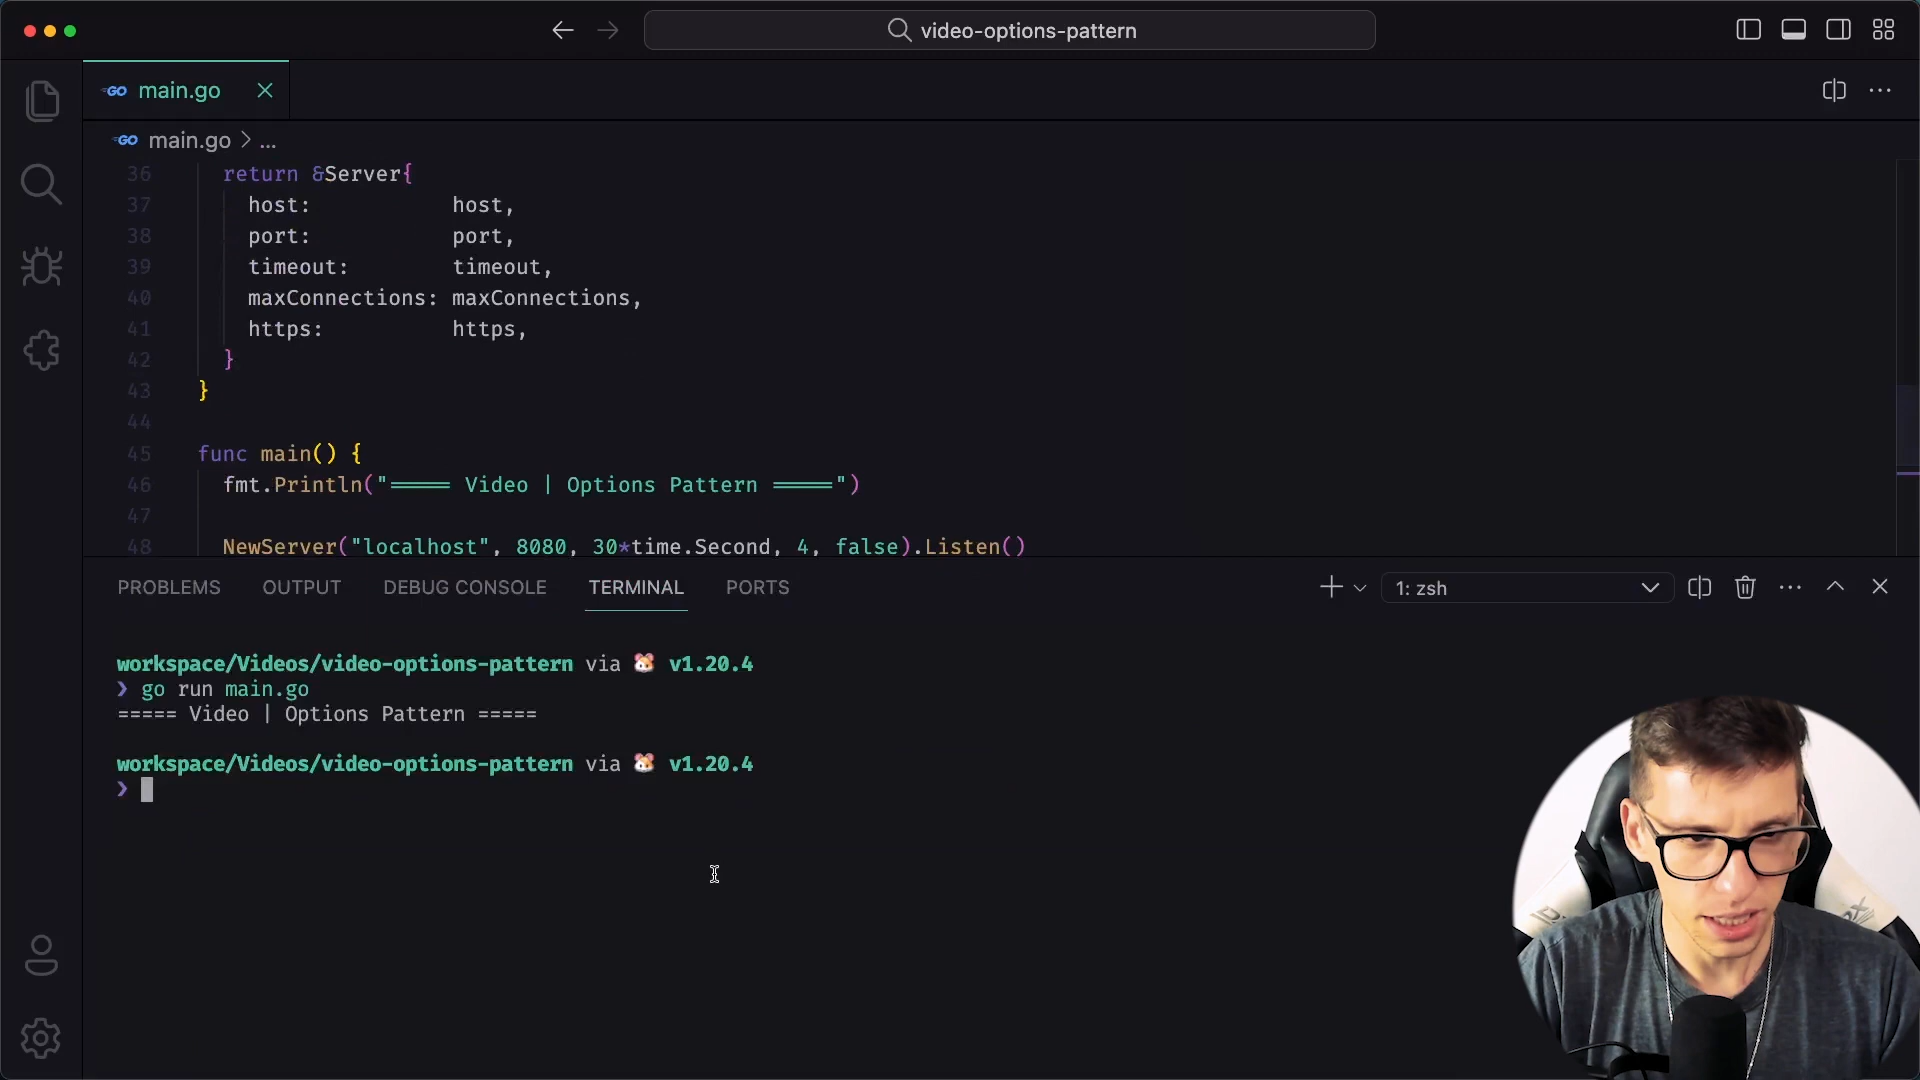 video-options-pattern
GO main.go
GO main.go > ...
36 return &Server{
37 host: host,
38 port: port,
39 timeout: timeout,
40 maxConnections: maxConnections,
41 https: https,
42 }
43 }
44
45 func main() {
46 fmt.Println("===== Video | Options Pattern =====")
47
48 NewServer("localhost", 8080, 30*time.Second, 4, false).Listen()
PROBLEMS OUTPUT DEBUG CONSOLE TERMINAL PORTS 1: zsh
workspace/Videos/video-options-pattern via 🐹 v1.20.4
❯ go run main.go
===== Video | Options Pattern =====
workspace/Videos/video-options-pattern via 🐹 v1.20.4
❯